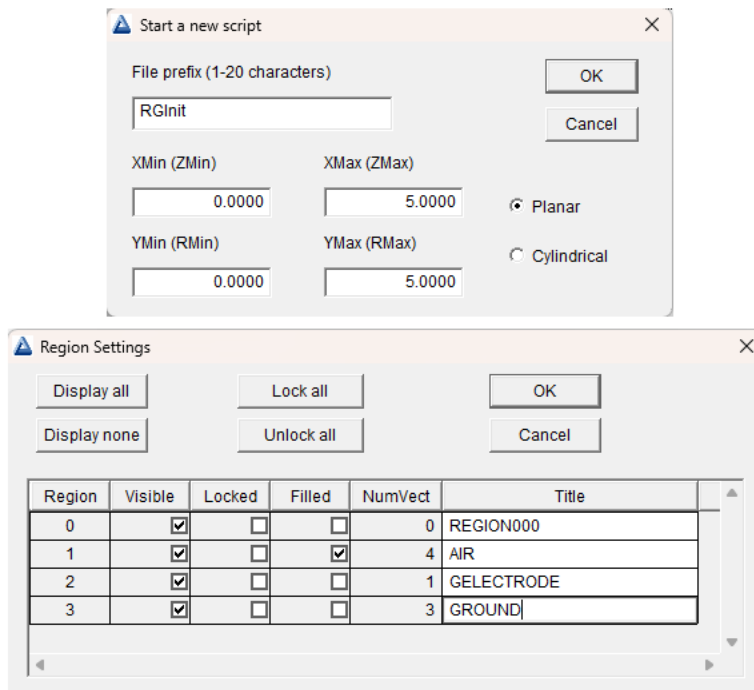 Start a new script
File prefix (1-20 characters)
OK
RGInit
Cancel
XMin (ZMin) XMax (ZMax)
0.0000 5.0000
Planar
YMin (RMin) YMax (RMax)
Cylindrical
0.0000 5.0000
Region Settings
Display all Lock all OK
Display none Unlock all Cancel
Region Visible Locked Filled NumVect Title
0 0 REGION000
1 4 AIR
2 1 GELECTRODE
3 3 GROUND